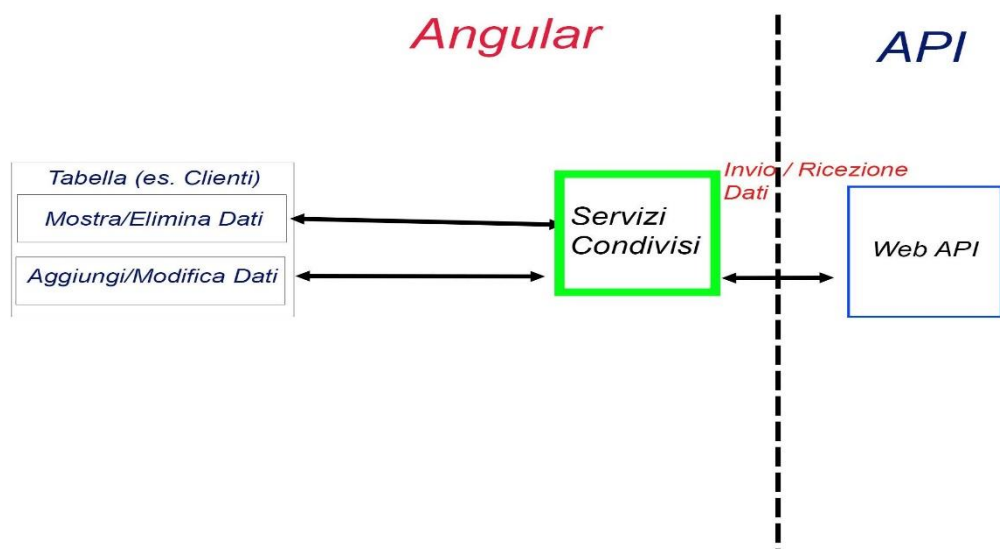 Angular
API
Tabella (es. Clienti)
Mostra/Elimina Dati
Aggiungi/Modifica Dati
Servizi
Condivisi
Invio / Ricezione
Dati
Web API